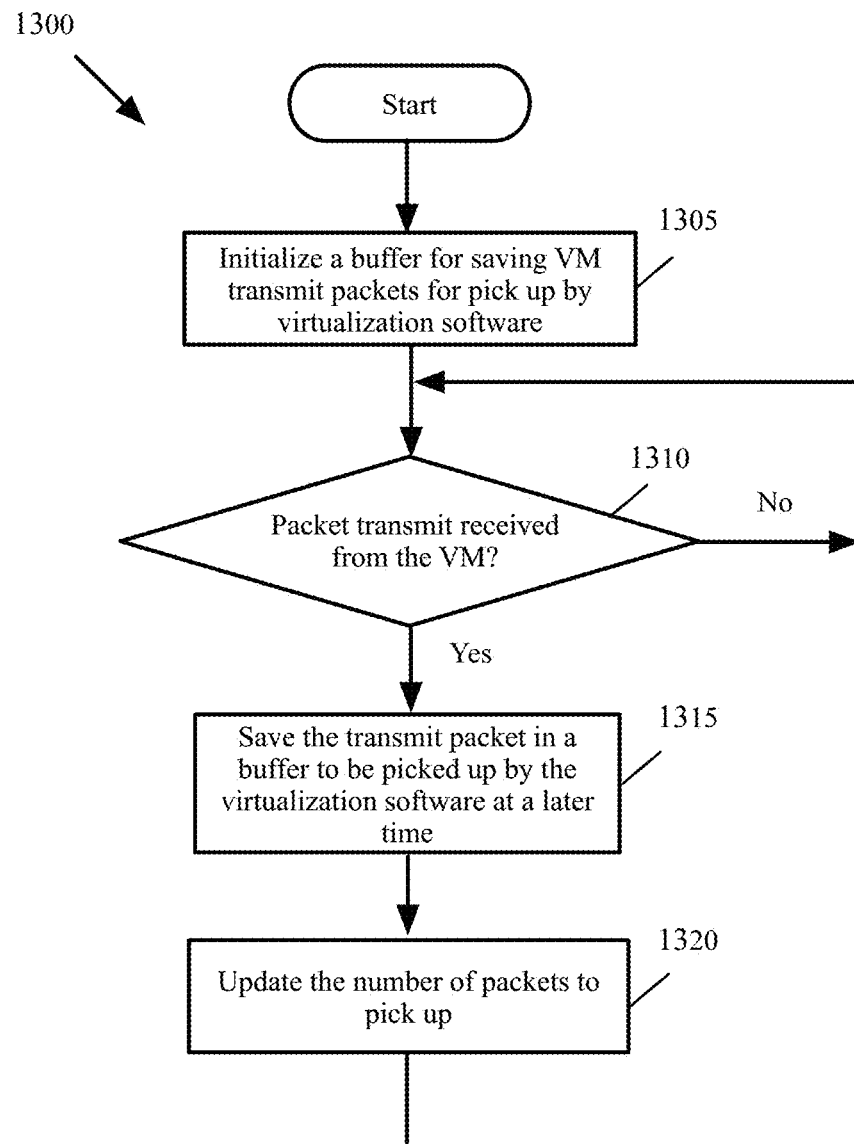 1300
Start
1305
Initialize a buffer for saving VM
transmit packets for pick up by
virtualization software
1310
Packet transmit received
from the VM?
No
Yes
1315
Save the transmit packet in a
buffer to be picked up by the
virtualization software at a later
time
1320
Update the number of packets to
pick up